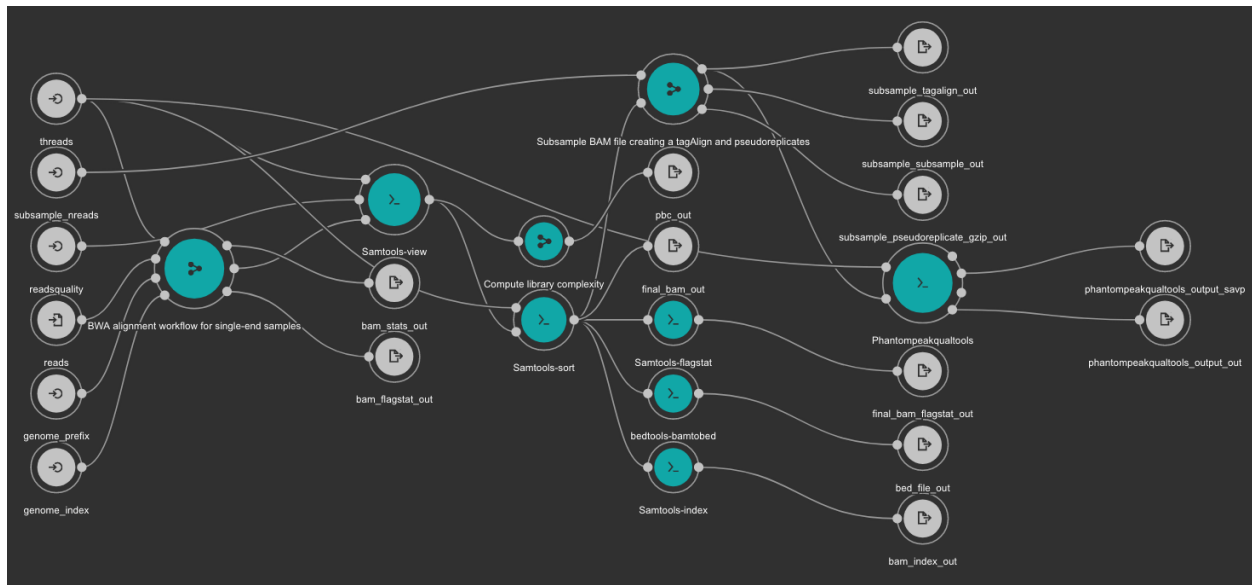 subsample_tagalign_out
threads
Subsample BAM file creating a tagAlign and pseudoreplicates
subsample_subsample_out
subsample_nreads
pbc_out
subsample_pseudoreplicate_gzip_out
Samtools-view
readsquality
Compute library complexity
final_bam_out
phantompeakqualtools_output_savp
BWA alignment workflow for single-end samples
bam_stats_out
Phantompeakqualtools
reads
Samtools-sort
Samtools-flagstat
phantompeakqualtools_output_out
bam_flagstat_out
final_bam_flagstat_out
genome_prefix
bedtools-bamtobed
bed_file_out
genome_index
Samtools-index
bam_index_out